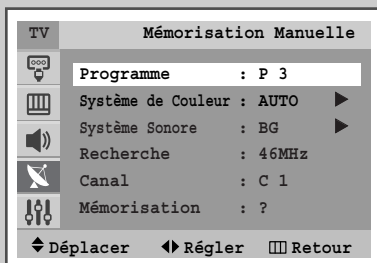 TV Mémorisation Manuelle
Programme : P 3
Système de Couleur : AUTO
Système Sonore : BG
Recherche : 46MHz
Canal : C 1
Mémorisation : ?
Déplacer Régler Retour